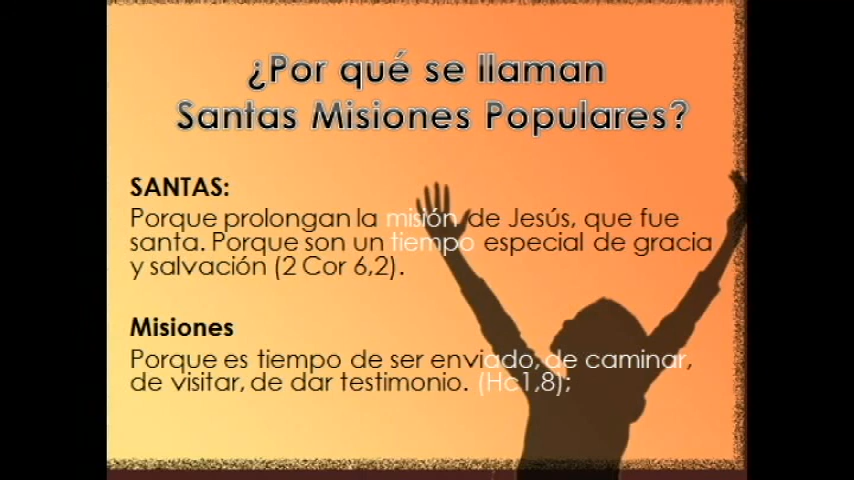 ¿Por qué se llaman
Santas Misiones Populares?
SANTAS:
Porque prolongan la misión de Jesús, que fue
santa. Porque son un tiempo especial de gracia
y salvación (2 Cor 6,2).
Misiones
Porque es tiempo de ser enviado, de caminar,
de visitar, de dar testimonio. (Hc1,8);